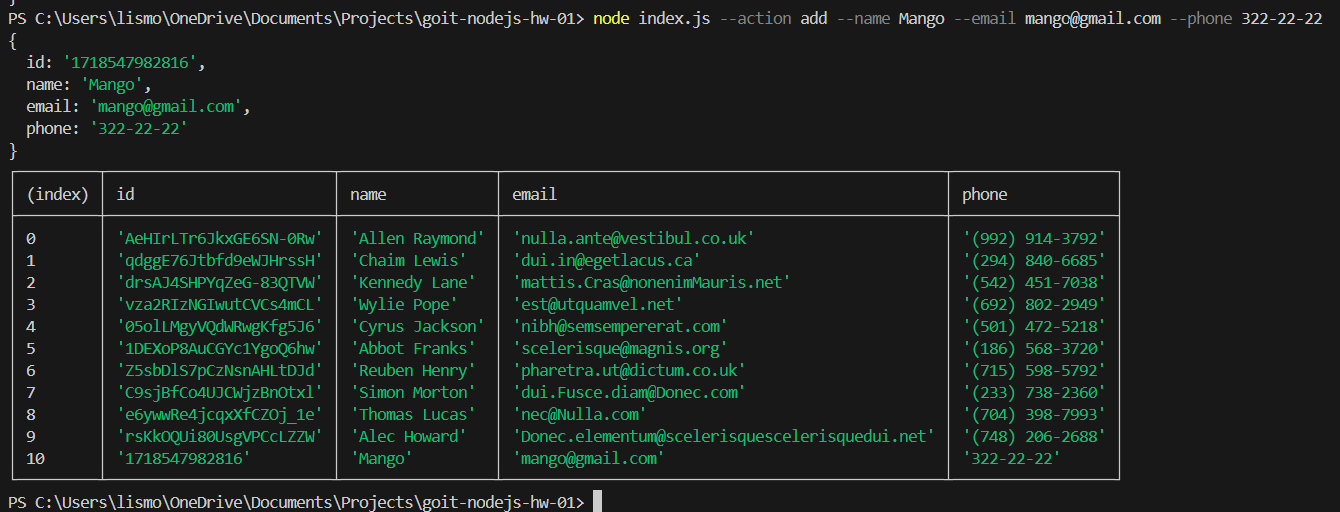 PS C:\Users\lismo\OneDrive\Documents\Projects\goit-nodejs-hw-01> node index.js --action add --name Mango --email mango@gmail.com --phone 322-22-22
{
  id: '1718547982816',
  name: 'Mango',
  email: 'mango@gmail.com',
  phone: '322-22-22'
}
(index) id name email phone
0 'AeHIrLTr6JkxGE6SN-0Rw' 'Allen Raymond' 'nulla.ante@vestibul.co.uk' '(992) 914-3792'
1 'qdggE76Jtbfd9eWJHrssH' 'Chaim Lewis' 'dui.in@egetlacus.ca' '(294) 840-6685'
2 'drsAJ4SHPYqZeG-83QTVW' 'Kennedy Lane' 'mattis.Cras@nonenimMauris.net' '(542) 451-7038'
3 'vza2RIzNGIwutCVCs4mCL' 'Wylie Pope' 'est@utquamvel.net' '(692) 802-2949'
4 '05olLMgyVQdWRwgKfg5J6' 'Cyrus Jackson' 'nibh@semsempererat.com' '(501) 472-5218'
5 '1DEXoP8AuCGYc1YgoQ6hw' 'Abbot Franks' 'scelerisque@magnis.org' '(186) 568-3720'
6 'Z5sbDlS7pCzNsnAHLtDJd' 'Reuben Henry' 'pharetra.ut@dictum.co.uk' '(715) 598-5792'
7 'C9sjBfCo4UJCWjzBnOtxl' 'Simon Morton' 'dui.Fusce.diam@Donec.com' '(233) 738-2360'
8 'e6ywwRe4jcqxXfCZOj_1e' 'Thomas Lucas' 'nec@Nulla.com' '(704) 398-7993'
9 'rsKkOQUi80UsgVPCcLZZW' 'Alec Howard' 'Donec.elementum@scelerisquescelerisquedui.net' '(748) 206-2688'
10 '1718547982816' 'Mango' 'mango@gmail.com' '322-22-22'
PS C:\Users\lismo\OneDrive\Documents\Projects\goit-nodejs-hw-01>